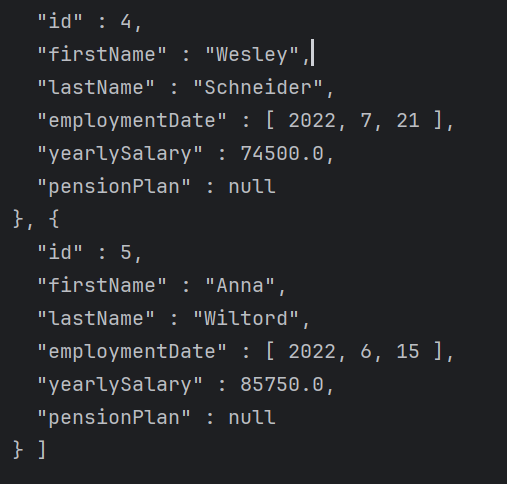 "id" : 4,
"firstName" : "Wesley",
"lastName" : "Schneider",
"employmentDate" : [ 2022, 7, 21 ],
"yearlySalary" : 74500.0,
"pensionPlan" : null
}, {
"id" : 5,
"firstName" : "Anna",
"lastName" : "Wiltord",
"employmentDate" : [ 2022, 6, 15 ],
"yearlySalary" : 85750.0,
"pensionPlan" : null
} ]